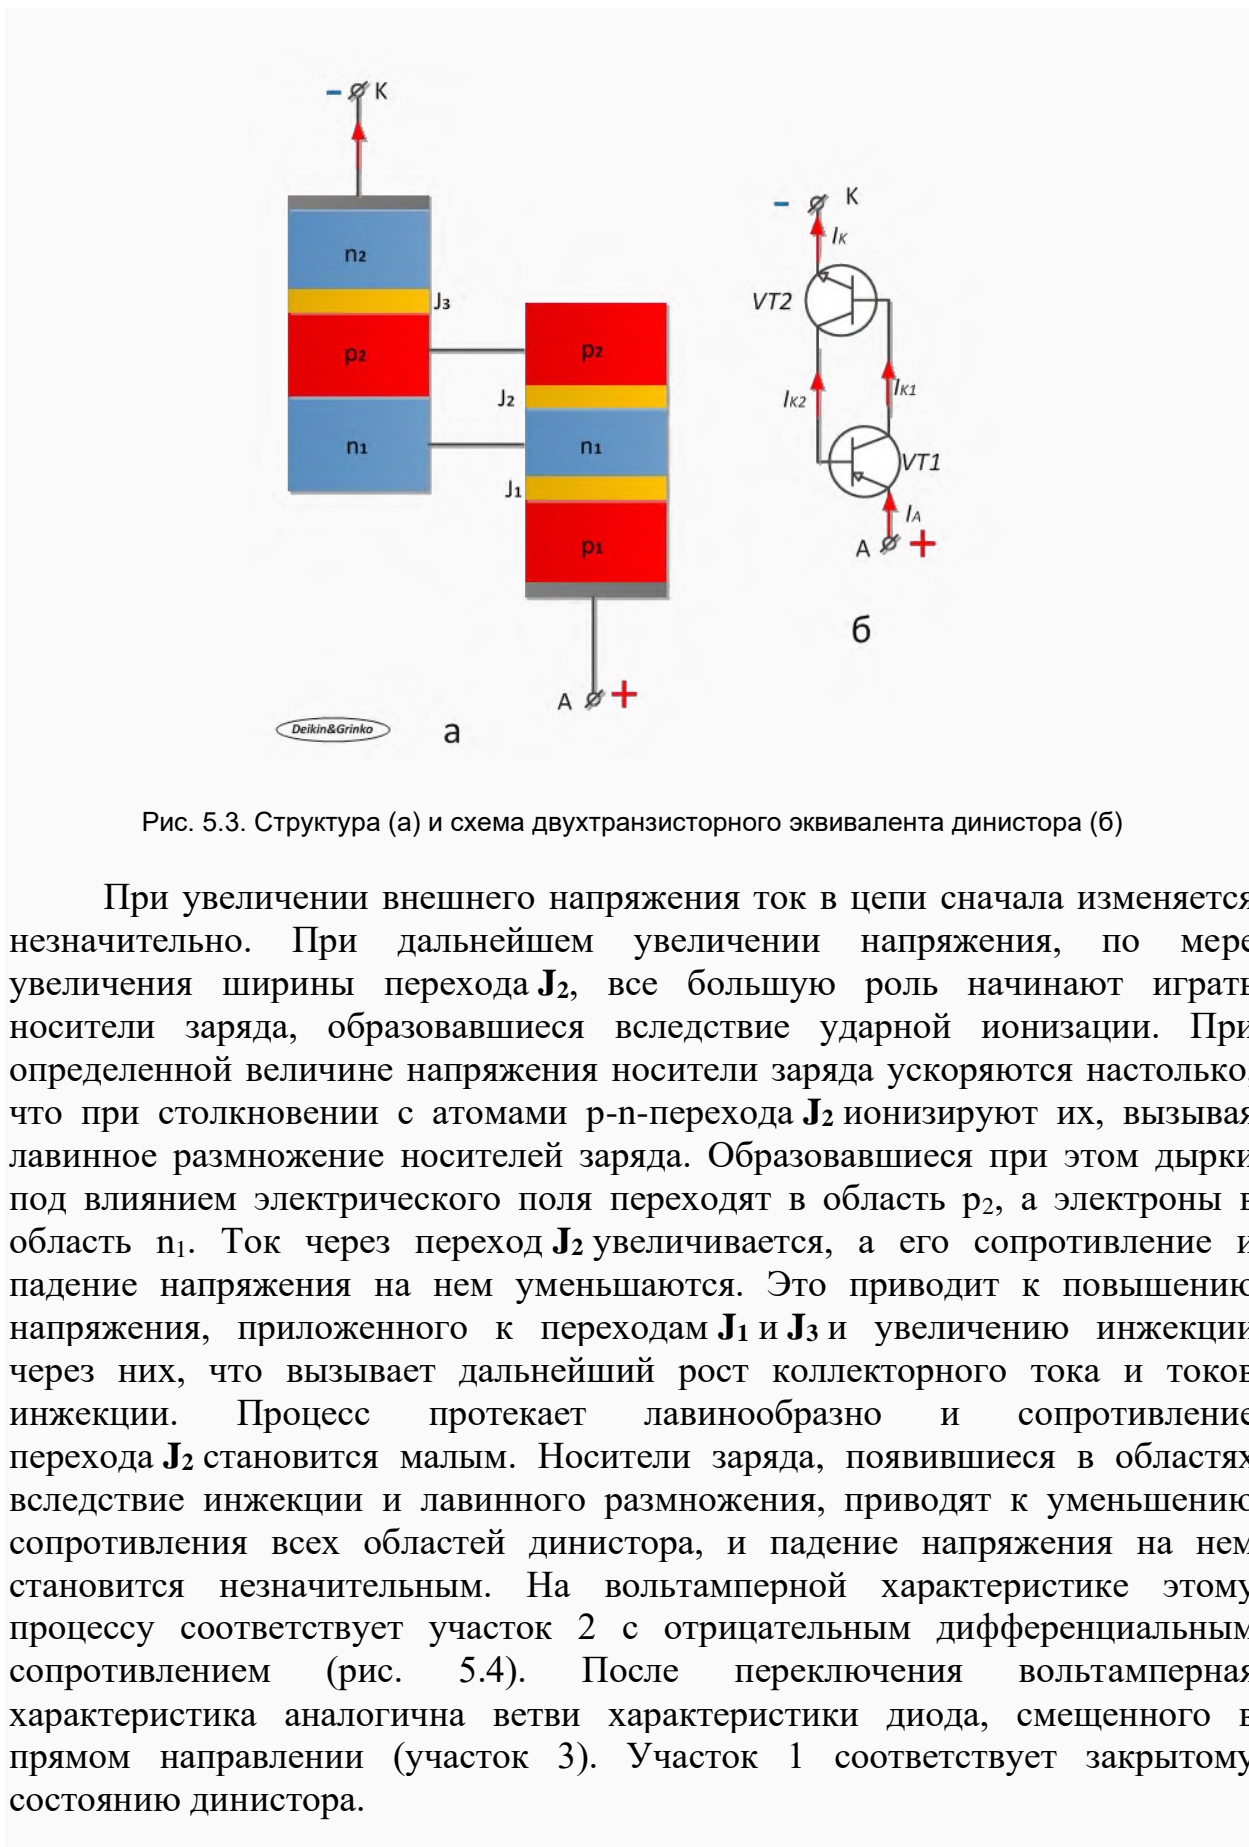 – K
n₂
J₃
p₂
p₂
J₂
n₁
n₁
J₁
p₁
A +
Deikin&Grinko
а
– K
IK
VT2
IK2
IK1
VT1
IA
A +
б
Рис. 5.3. Структура (а) и схема двухтранзисторного эквивалента динистора (б)
При увеличении внешнего напряжения ток в цепи сначала изменяется
незначительно. При дальнейшем увеличении напряжения, по мере
увеличения ширины перехода J₂, все большую роль начинают играть
носители заряда, образовавшиеся вследствие ударной ионизации. При
определенной величине напряжения носители заряда ускоряются настолько,
что при столкновении с атомами p-n-перехода J₂ ионизируют их, вызывая
лавинное размножение носителей заряда. Образовавшиеся при этом дырки
под влиянием электрического поля переходят в область p₂, а электроны в
область n₁. Ток через переход J₂ увеличивается, а его сопротивление и
падение напряжения на нем уменьшаются. Это приводит к повышению
напряжения, приложенного к переходам J₁ и J₃ и увеличению инжекции
через них, что вызывает дальнейший рост коллекторного тока и токов
инжекции. Процесс протекает лавинообразно и сопротивление
перехода J₂ становится малым. Носители заряда, появившиеся в областях
вследствие инжекции и лавинного размножения, приводят к уменьшению
сопротивления всех областей динистора, и падение напряжения на нем
становится незначительным. На вольтамперной характеристике этому
процессу соответствует участок 2 с отрицательным дифференциальным
сопротивлением (рис. 5.4). После переключения вольтамперная
характеристика аналогична ветви характеристики диода, смещенного в
прямом направлении (участок 3). Участок 1 соответствует закрытому
состоянию динистора.